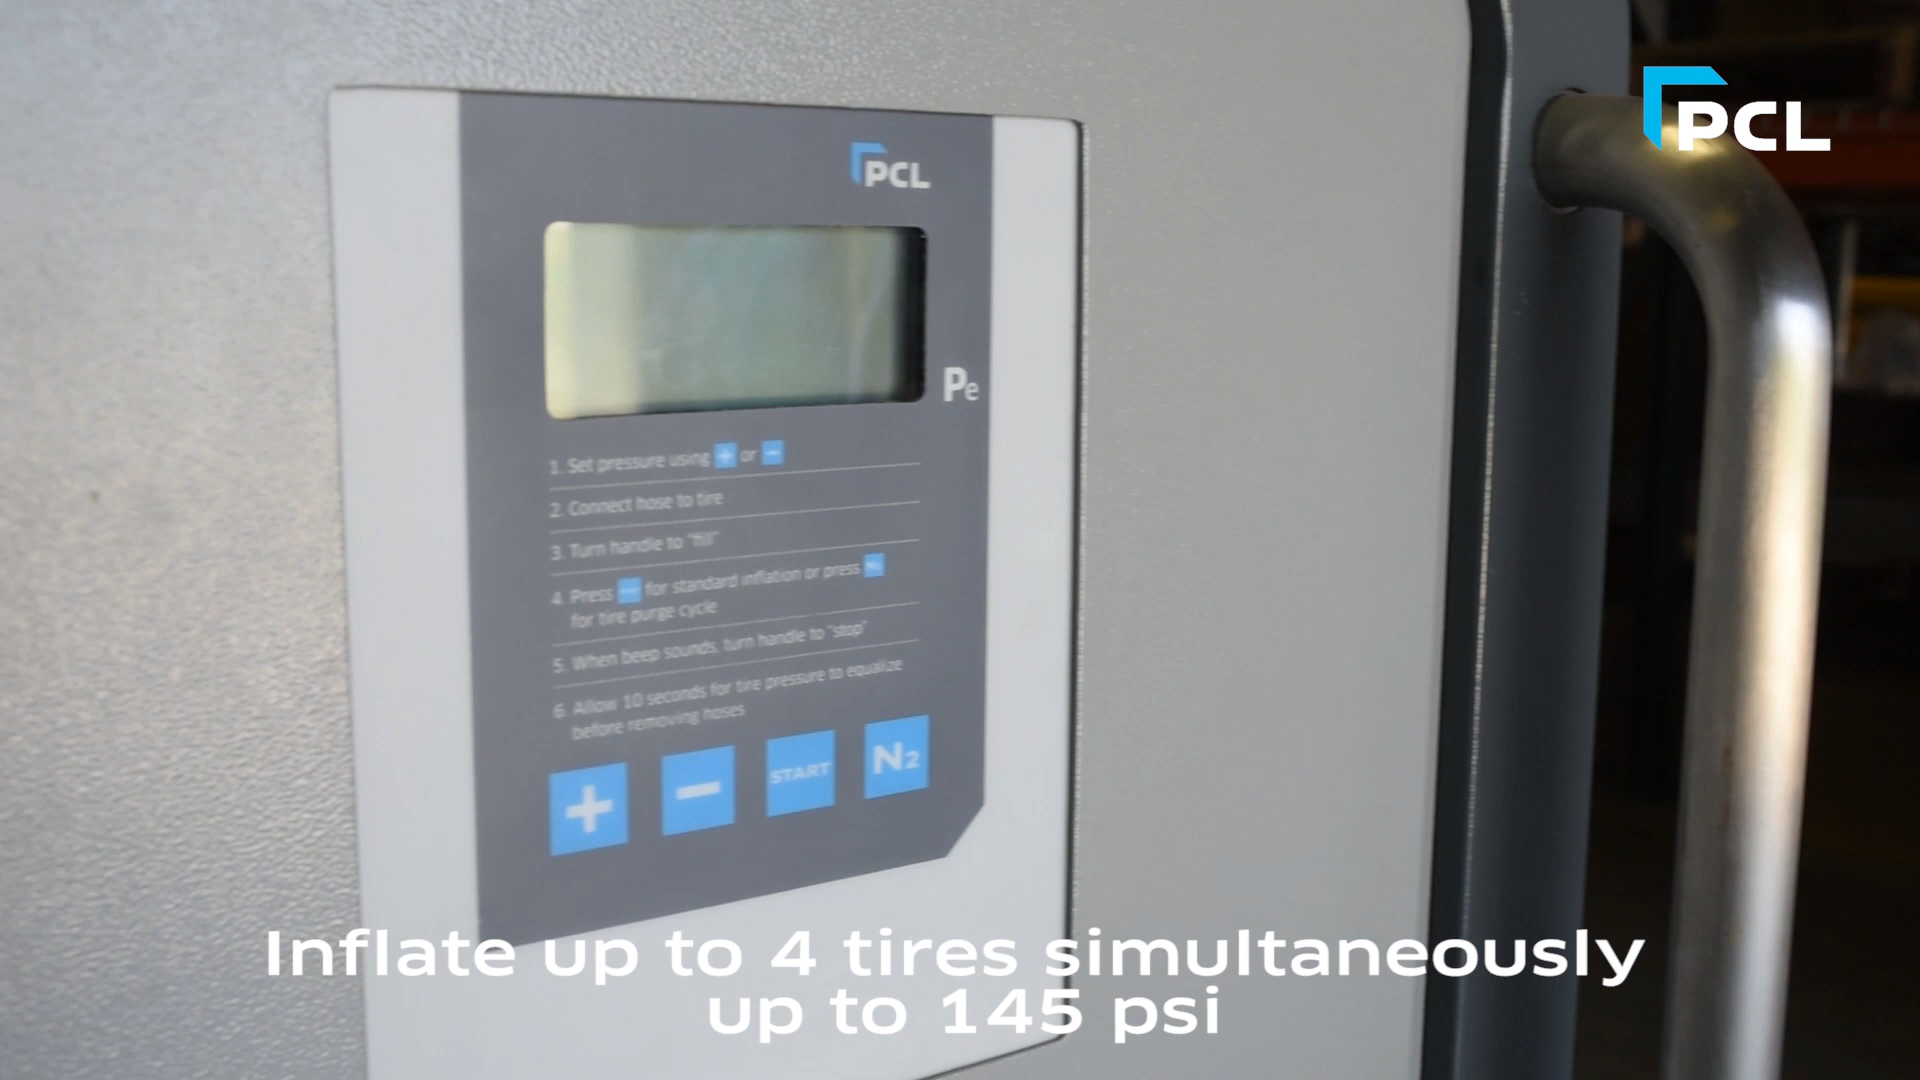 PCL
PCL
Pe
1. Set pressure using + or −
2. Connect hose to tire
3. Turn handle to "fill"
4. Press for standard inflation or press N₂
for tire purge cycle
5. When beep sounds, turn handle to "stop"
6. Allow 10 seconds for tire pressure to equalize
before removing hoses
+ − START N₂
Inflate up to 4 tires simultaneously
up to 145 psi